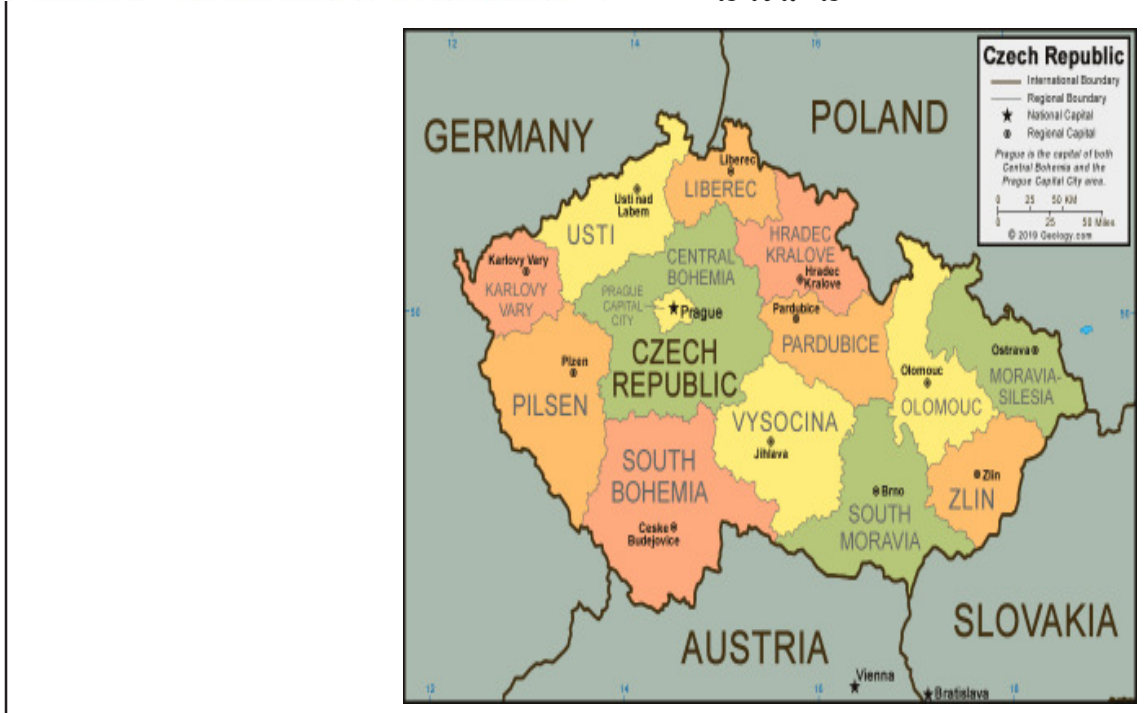 12
14
16
Czech Republic
International Boundary
Regional Boundary
National Capital
Regional Capital
Prague is the capital of both
Central Bohemia and the
Prague Capital City area.
0 25 50 KM
0 25 50 Miles
© 2019 Geology.com
GERMANY
POLAND
Liberec
LIBEREC
Usti nad
Labem
USTI
HRADEC
KRALOVE
Hradec
Kralove
CENTRAL
BOHEMIA
Karlovy Vary
KARLOVY
VARY
PRAGUE
CAPITAL
CITY
Prague
50
50
Pardubice
PARDUBICE
CZECH
REPUBLIC
Plzen
PILSEN
Ostrava
MORAVIA-
SILESIA
Olomouc
OLOMOUC
VYSOCINA
Jihlava
SOUTH
BOHEMIA
Ceske
Budejovice
Brno
SOUTH
MORAVIA
Zlin
ZLIN
AUSTRIA
SLOVAKIA
Vienna
Bratislava
12
14
16
18